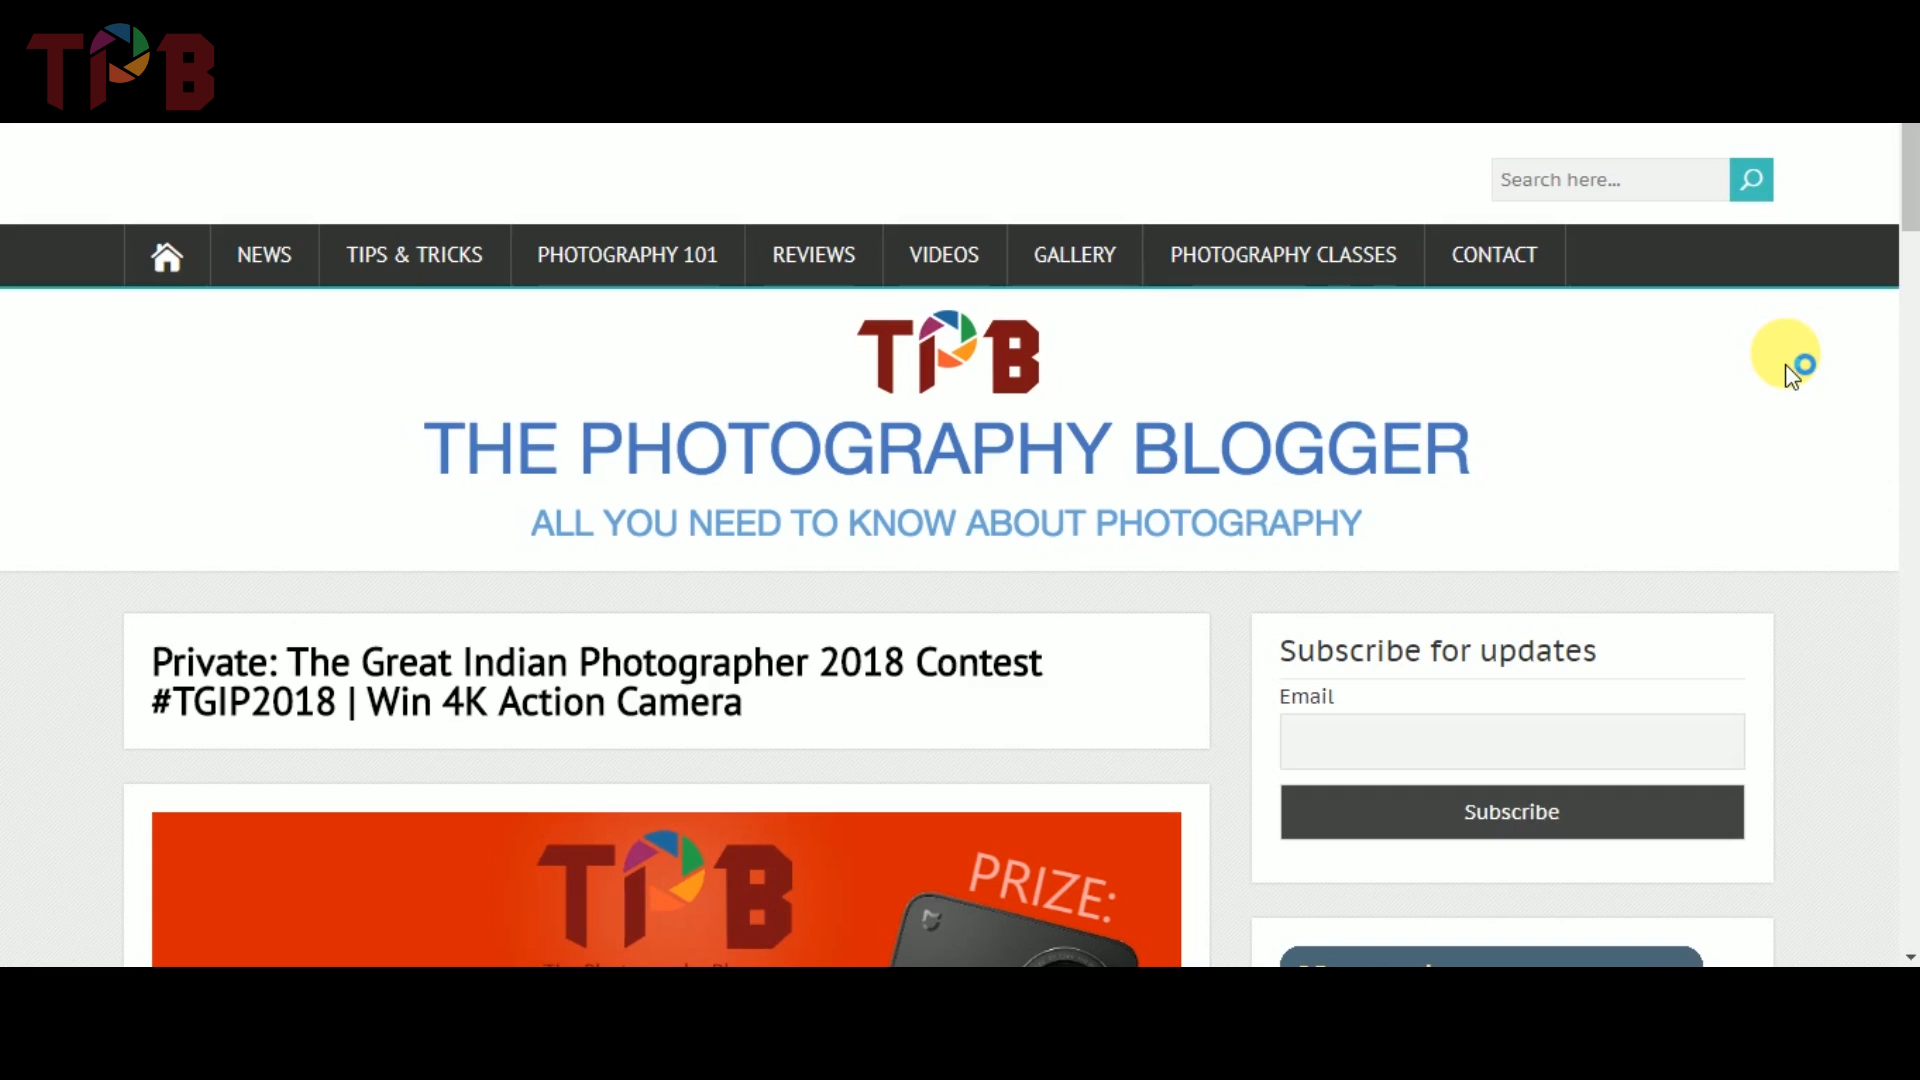 TPB
Search here...
NEWS TIPS & TRICKS PHOTOGRAPHY 101 REVIEWS VIDEOS GALLERY PHOTOGRAPHY CLASSES CONTACT
TPB
THE PHOTOGRAPHY BLOGGER
ALL YOU NEED TO KNOW ABOUT PHOTOGRAPHY
Private: The Great Indian Photographer 2018 Contest
#TGIP2018 | Win 4K Action Camera
TPB
PRIZE:
Subscribe for updates
Email
Subscribe